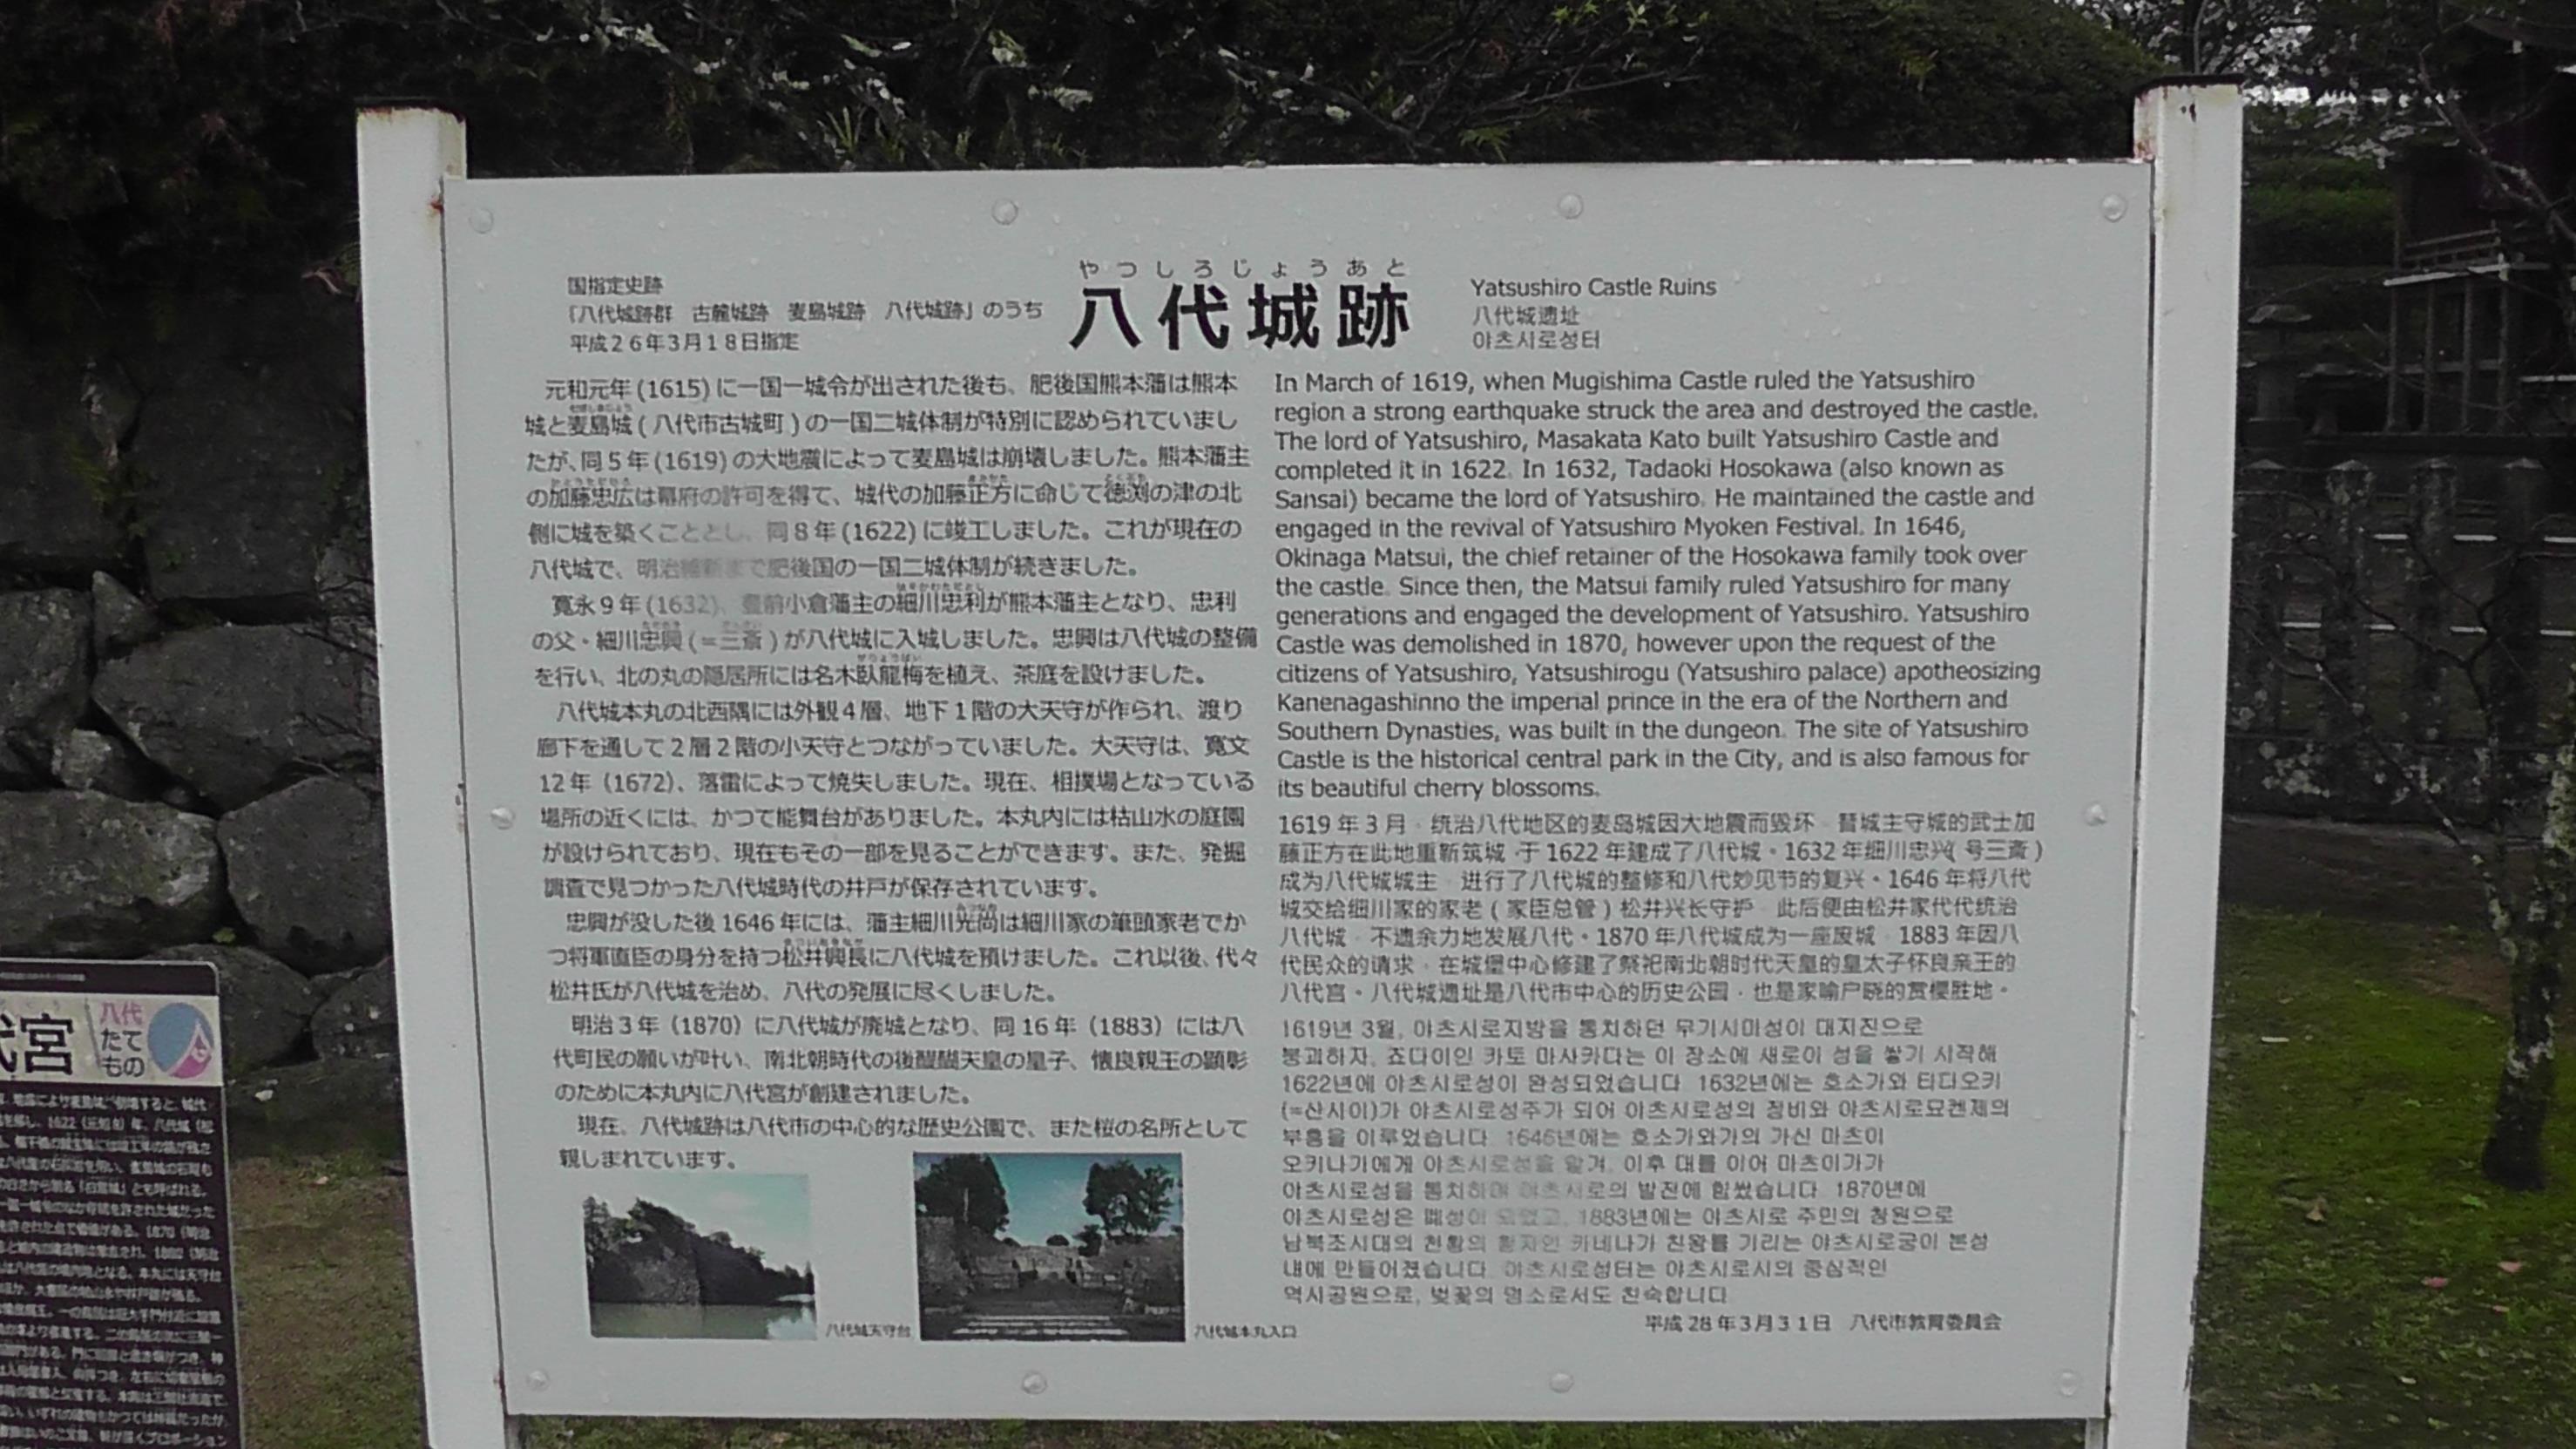 やつしろじょうあと
八代城跡
国指定史跡
「八代城跡群　古麓城跡　麦島城跡　八代城跡」のうち
平成26年3月18日指定
Yatsushiro Castle Ruins
八代城遗址
야츠시로성터
元和元年(1615)に一国一城令が出された後も、肥後国熊本藩は熊本
城と麦島城(八代市古城町)の一国二城体制が特別に認められていまし
たが、同5年(1619)の大地震によって麦島城は崩壊しました。熊本藩主
の加藤忠広は幕府の許可を得て、城代の加藤正方に命じて徳渕の津の北
側に城を築くこととし、同8年(1622)に竣工しました。これが現在の
八代城で、明治維新まで肥後国の一国二城体制が続きました。
寛永9年(1632)、豊前小倉藩主の細川忠利が熊本藩主となり、忠利
の父・細川忠興(=三斎)が八代城に入城しました。忠興は八代城の整備
を行い、北の丸の隠居所には名木臥龍梅を植え、茶庭を設けました。
八代城本丸の北西隅には外観4層、地下1階の大天守が作られ、渡り
廊下を通して2層2階の小天守とつながっていました。大天守は、寛文
12年（1672)、落雷によって焼失しました。現在、相撲場となっている
場所の近くには、かつて能舞台がありました。本丸内には枯山水の庭園
が設けられており、現在もその一部を見ることができます。また、発掘
調査で見つかった八代城時代の井戸が保存されています。
忠興が没した後1646年には、藩主細川光尚は細川家の筆頭家老でか
つ将軍直臣の身分を持つ松井興長に八代城を預けました。これ以後、代々
松井氏が八代城を治め、八代の発展に尽くしました。
明治3年（1870）に八代城が廃城となり、同16年（1883）には八
代町民の願いが叶い、南北朝時代の後醍醐天皇の皇子、懐良親王の顕彰
のために本丸内に八代宮が創建されました。
現在、八代城跡は八代市の中心的な歴史公園で、また桜の名所として
親しまれています。
八代城天守台
八代城本丸入口
In March of 1619, when Mugishima Castle ruled the Yatsushiro
region a strong earthquake struck the area and destroyed the castle.
The lord of Yatsushiro, Masakata Kato built Yatsushiro Castle and
completed it in 1622. In 1632, Tadaoki Hosokawa (also known as
Sansai) became the lord of Yatsushiro. He maintained the castle and
engaged in the revival of Yatsushiro Myoken Festival. In 1646,
Okinaga Matsui, the chief retainer of the Hosokawa family took over
the castle. Since then, the Matsui family ruled Yatsushiro for many
generations and engaged the development of Yatsushiro. Yatsushiro
Castle was demolished in 1870, however upon the request of the
citizens of Yatsushiro, Yatsushirogu (Yatsushiro palace) apotheosizing
Kanenagashinno the imperial prince in the era of the Northern and
Southern Dynasties, was built in the dungeon. The site of Yatsushiro
Castle is the historical central park in the City, and is also famous for
its beautiful cherry blossoms.
1619年3月，统治八代地区的麦岛城因大地震而毁坏，替城主守城的武士加
藤正方在此地重新筑城，于1622年建成了八代城。1632年细川忠兴(号三斋)
成为八代城城主，进行了八代城的整修和八代妙见节的复兴。1646年将八代
城交给细川家的家老(家臣总管)松井兴长守护，此后便由松井家代代统治
八代城，不遗余力地发展八代。1870年八代城成为一座废城，1883年因八
代民众的请求，在城堡中心修建了祭祀南北朝时代天皇的皇太子怀良亲王的
八代宫。八代城遗址是八代市中心的历史公园，也是家喻户晓的赏樱胜地。
1619년 3월, 야츠시로지방을 통치하던 무기시마성이 대지진으로
붕괴하자, 죠다이인 카토 마사카타는 이 장소에 새로이 성을 쌓기 시작해
1622년에 야츠시로성이 완성되었습니다. 1632년에는 호소가와 타다오키
(=산사이)가 야츠시로성주가 되어 야츠시로성의 정비와 야츠시로묘켄제의
부흥을 이루었습니다. 1646년에는 호소가와가의 가신 마츠이
오키나가에게 야츠시로성을 맡겨, 이후 대를 이어 마츠이가가
야츠시로성을 통치하며 야츠시로의 발전에 힘썼습니다. 1870년에
야츠시로성은 폐성이 되었고, 1883년에는 야츠시로 주민의 청원으로
남북조시대의 천황의 황자인 카네나가 친왕를 기리는 야츠시로궁이 본성
내에 만들어졌습니다. 야츠시로성터는 야츠시로시의 중심적인
역사공원으로, 벚꽃의 명소로서도 친숙합니다.
平成28年3月31日　八代市教育委員会
代宮
八代
たて
もの